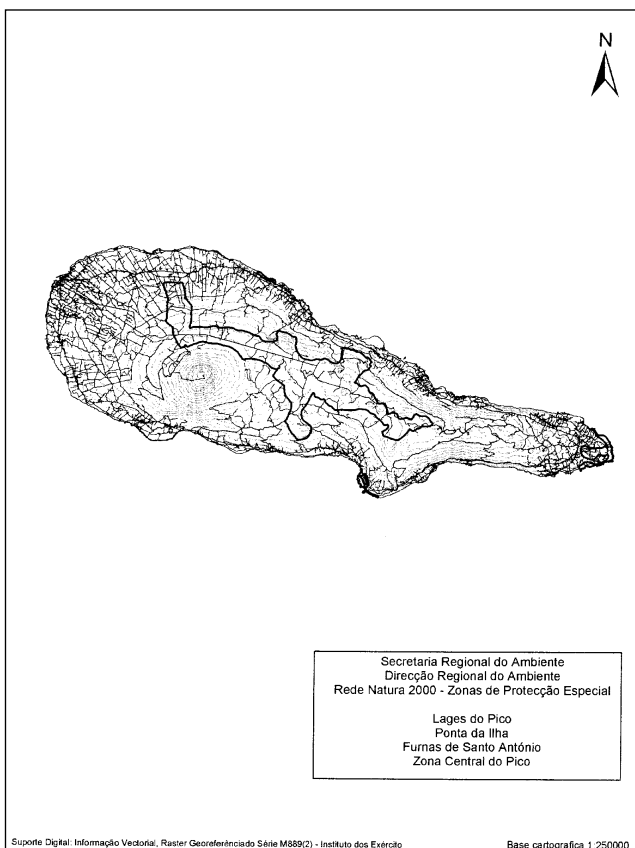 N
Secretaria Regional do Ambiente
Direcção Regional do Ambiente
Rede Natura 2000 - Zonas de Protecção Especial
Lages do Pico
Ponta da Ilha
Furnas de Santo António
Zona Central do Pico
Suporte Digital: Informação Vectorial, Raster Georeferênciado Série M889(2) - Instituto dos Exército
Base cartografica 1:250000